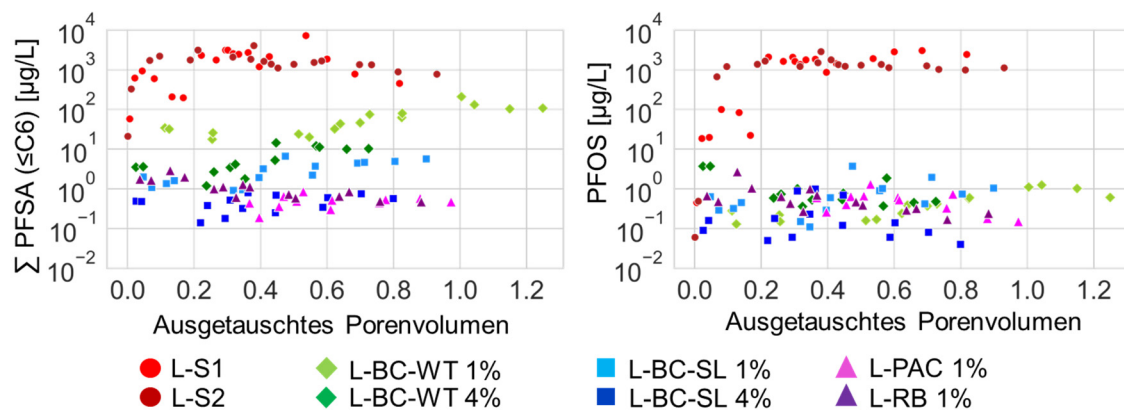 ∑ PFSA (≤C6) [µg/L]
10⁴
10³
10²
10¹
10⁰
10⁻¹
10⁻²
0.0 0.2 0.4 0.6 0.8 1.0 1.2
Ausgetauschtes Porenvolumen
PFOS [µg/L]
10⁴
10³
10²
10¹
10⁰
10⁻¹
10⁻²
0.0 0.2 0.4 0.6 0.8 1.0 1.2
Ausgetauschtes Porenvolumen
L-S1 L-BC-WT 1% L-BC-SL 1% L-PAC 1%
L-S2 L-BC-WT 4% L-BC-SL 4% L-RB 1%